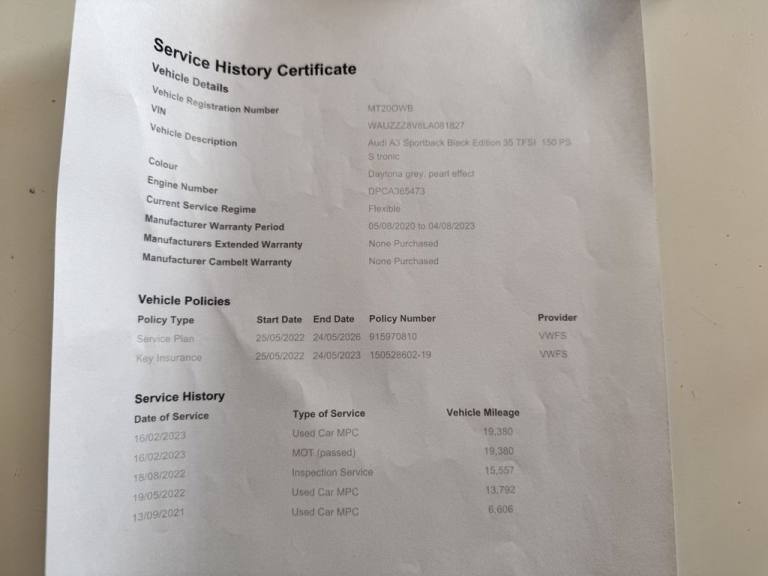 Service History Certificate
Vehicle Details
Vehicle Registration Number MT20OWB
VIN WAUZZZ8V6LA081827
Vehicle Description Audi A3 Sportback Black Edition 35 TFSI 150 PS
S tronic
Colour Daytona grey, pearl effect
Engine Number DPCA365473
Current Service Regime Flexible
Manufacturer Warranty Period 05/08/2020 to 04/08/2023
Manufacturers Extended Warranty None Purchased
Manufacturer Cambelt Warranty None Purchased
Vehicle Policies
Policy Type Start Date End Date Policy Number Provider
Service Plan 25/05/2022 24/05/2026 915970810 VWFS
Key Insurance 25/05/2022 24/05/2023 150528602-19 VWFS
Service History
Date of Service Type of Service Vehicle Mileage
16/02/2023 Used Car MPC 19,380
16/02/2023 MOT (passed) 19,380
18/08/2022 Inspection Service 15,557
19/05/2022 Used Car MPC 13,792
13/09/2021 Used Car MPC 6,606